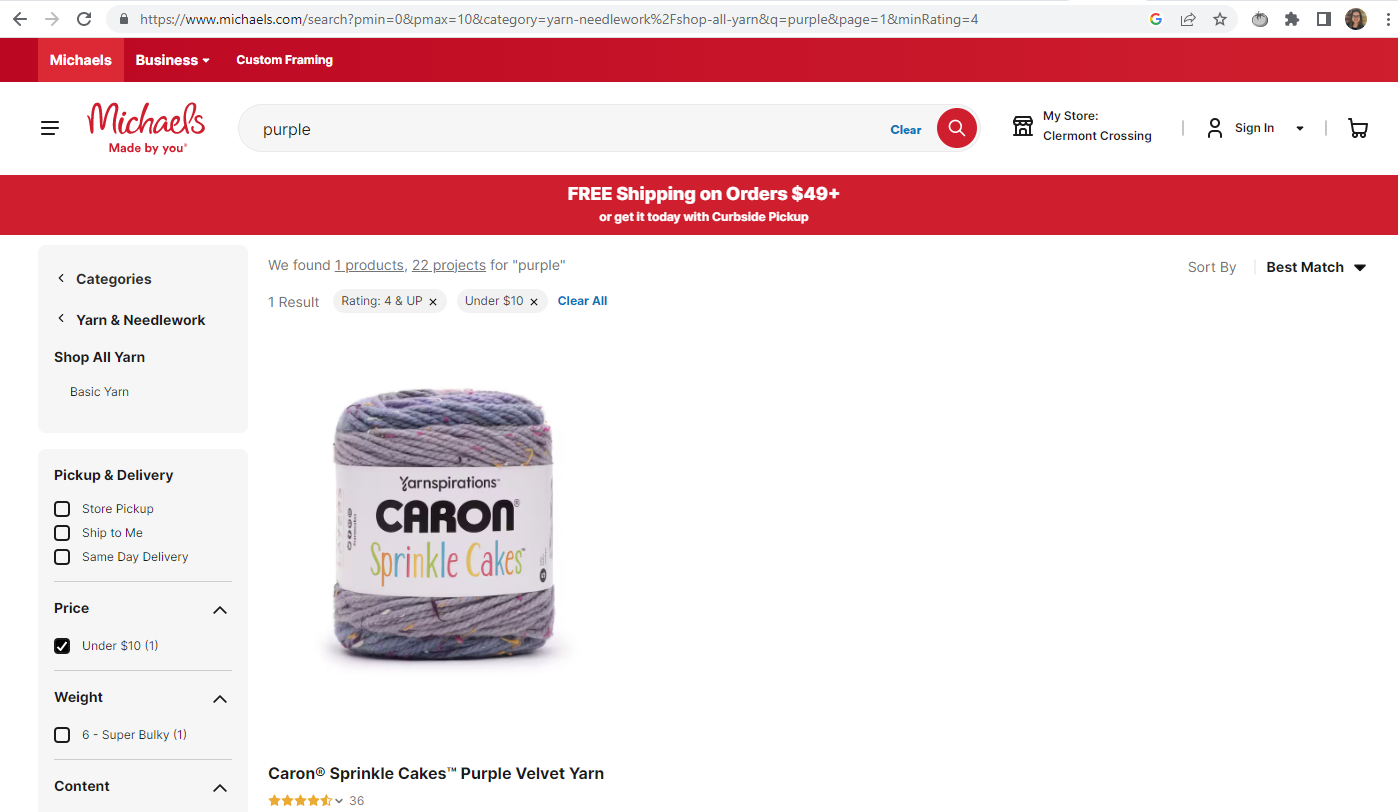 https://www.michaels.com/search?pmin=0&pmax=10&category=yarn-needlework%2Fshop-all-yarn&q=purple&page=1&minRating=4
Michaels Business Custom Framing
Michaels
Made by you®
purple Clear
My Store:
Clermont Crossing
Sign In
FREE Shipping on Orders $49+
or get it today with Curbside Pickup
Categories
Yarn & Needlework
Shop All Yarn
Basic Yarn
Pickup & Delivery
Store Pickup
Ship to Me
Same Day Delivery
Price
Under $10 (1)
Weight
6 - Super Bulky (1)
Content
We found 1 products, 22 projects for "purple"
Sort By Best Match
1 Result Rating: 4 & UP × Under $10 × Clear All
Yarnspirations™
CARON®
Sprinkle Cakes™
Caron® Sprinkle Cakes™ Purple Velvet Yarn
36